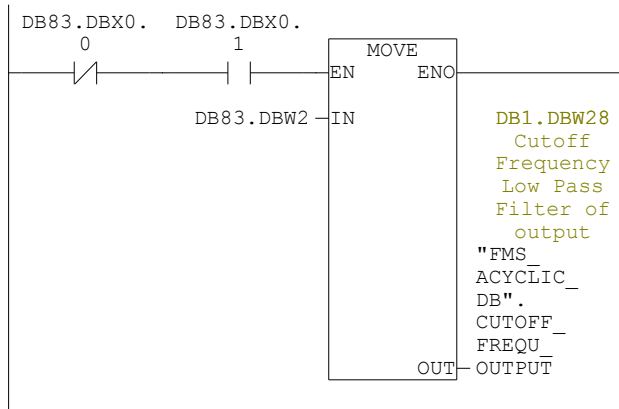 DB83.DBX0.
0
DB83.DBX0.
1
MOVE
EN
ENO
DB83.DBW2
IN
DB1.DBW28
Cutoff
Frequency
Low Pass
Filter of
output
"FMS_
ACYCLIC_
DB".
CUTOFF_
FREQU_
OUT
OUTPUT